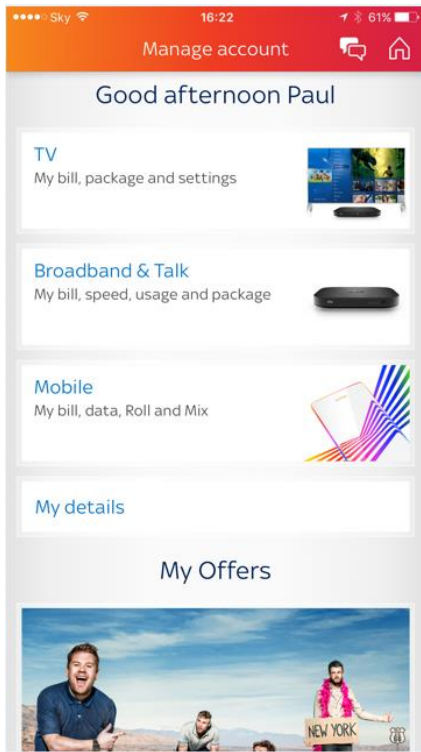 Sky 16:22 61%
Manage account
Good afternoon Paul
TV
My bill, package and settings
Broadband & Talk
My bill, speed, usage and package
Mobile
My bill, data, Roll and Mix
My details
My Offers
NEW YORK